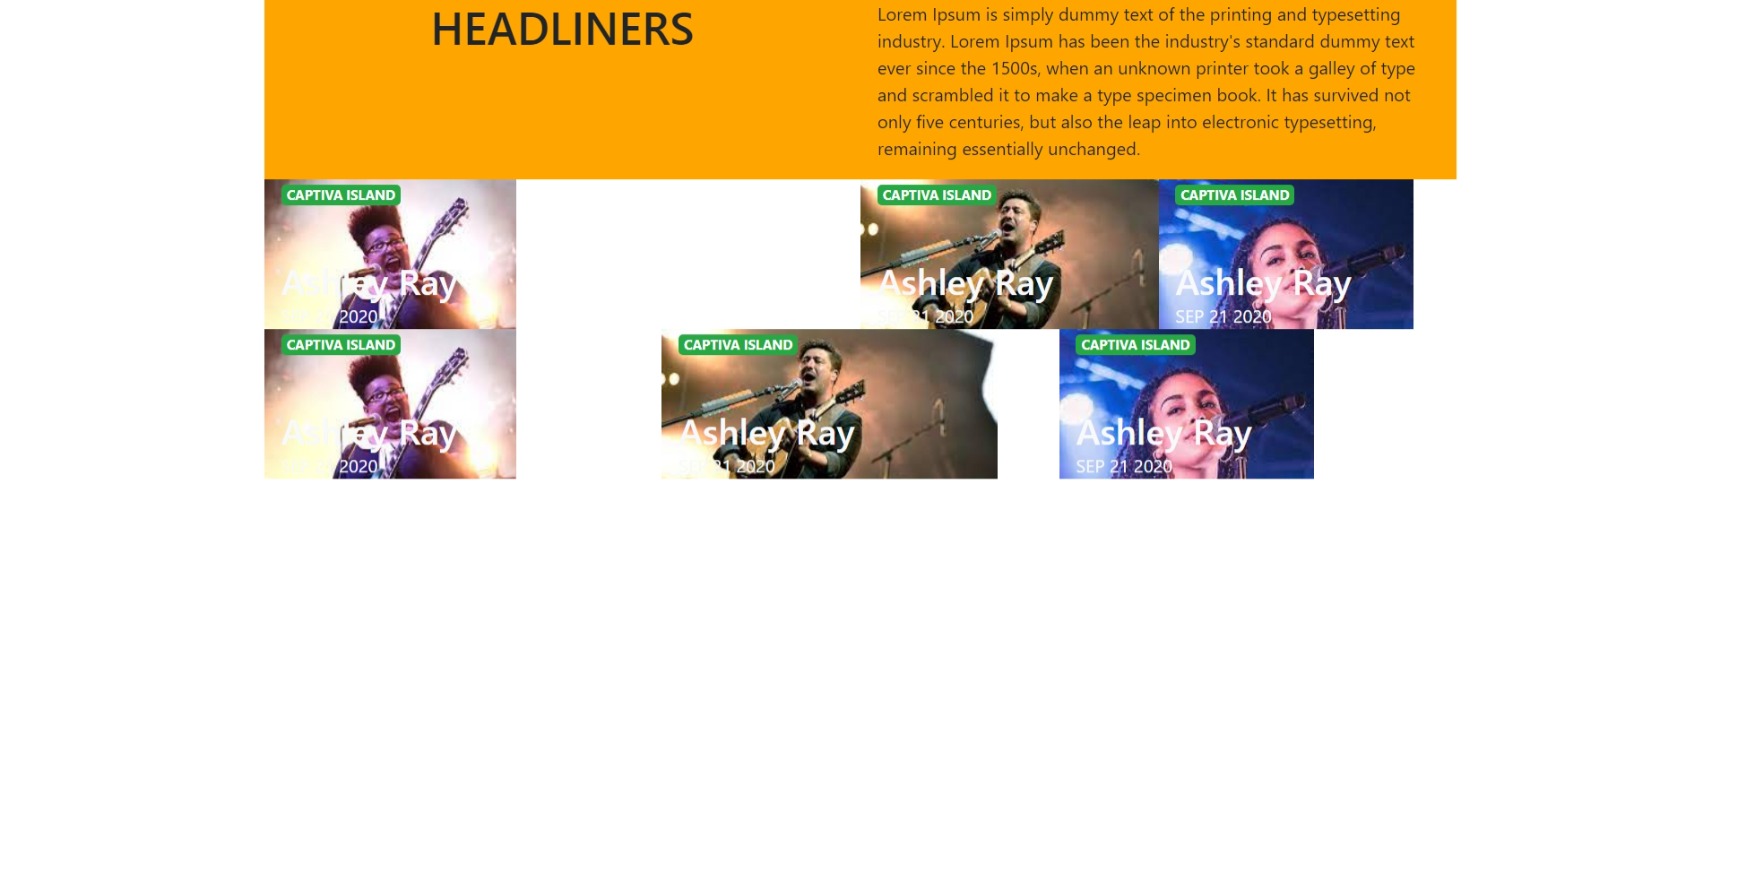 HEADLINERS
Lorem Ipsum is simply dummy text of the printing and typesetting
industry. Lorem Ipsum has been the industry's standard dummy text
ever since the 1500s, when an unknown printer took a galley of type
and scrambled it to make a type specimen book. It has survived not
only five centuries, but also the leap into electronic typesetting,
remaining essentially unchanged.
CAPTIVA ISLAND
Ashley Ray
2020
CAPTIVA ISLAND
Ashley Ray
SEP 21 2020
CAPTIVA ISLAND
Ashley Ray
SEP 21 2020
CAPTIVA ISLAND
Ashley Ray
2020
CAPTIVA ISLAND
Ashley Ray
SEP 21 2020
CAPTIVA ISLAND
Ashley Ray
SEP 21 2020